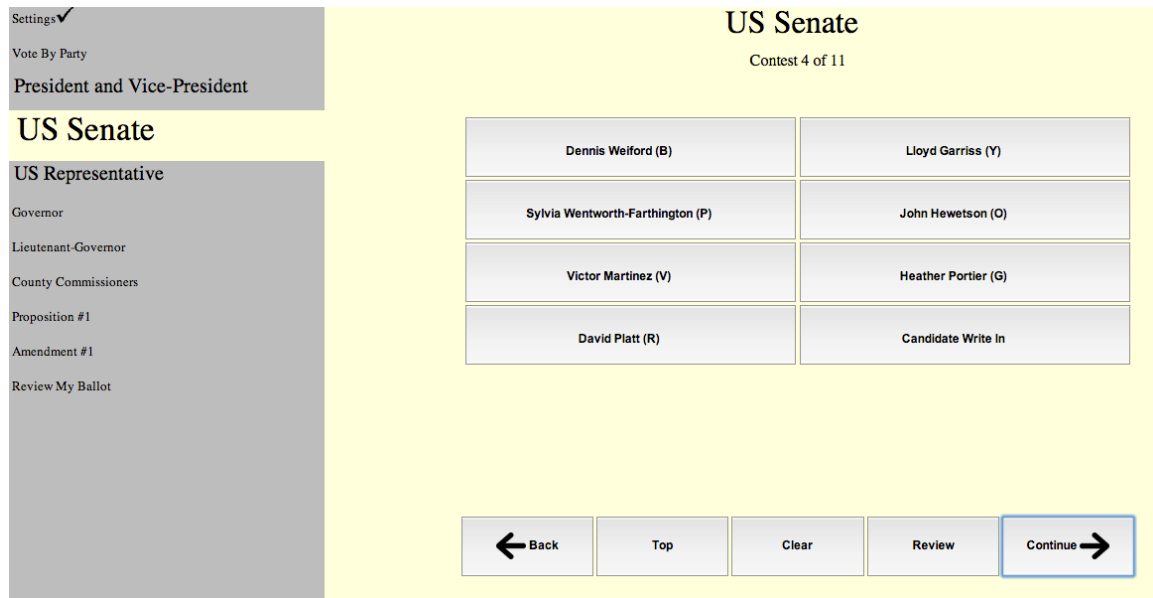 Settings✓
Vote By Party
President and Vice-President
US Senate
US Representative
Governor
Lieutenant-Governor
County Commissioners
Proposition #1
Amendment #1
Review My Ballot
US Senate
Contest 4 of 11
Dennis Weiford (B)
Lloyd Garriss (Y)
Sylvia Wentworth-Farthington (P)
John Hewetson (O)
Victor Martinez (V)
Heather Portier (G)
David Platt (R)
Candidate Write In
Back
Top
Clear
Review
Continue